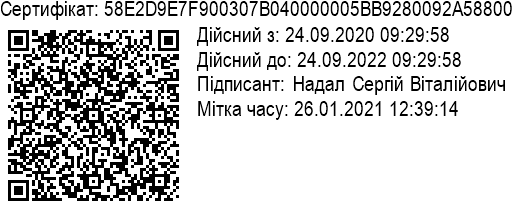 Сертифікат: 58E2D9E7F900307B040000005BB9280092A58800
Дійсний з: 24.09.2020 09:29:58
Дійсний до: 24.09.2022 09:29:58
Підписант: Надал Сергій Віталійович
Мітка часу: 26.01.2021 12:39:14